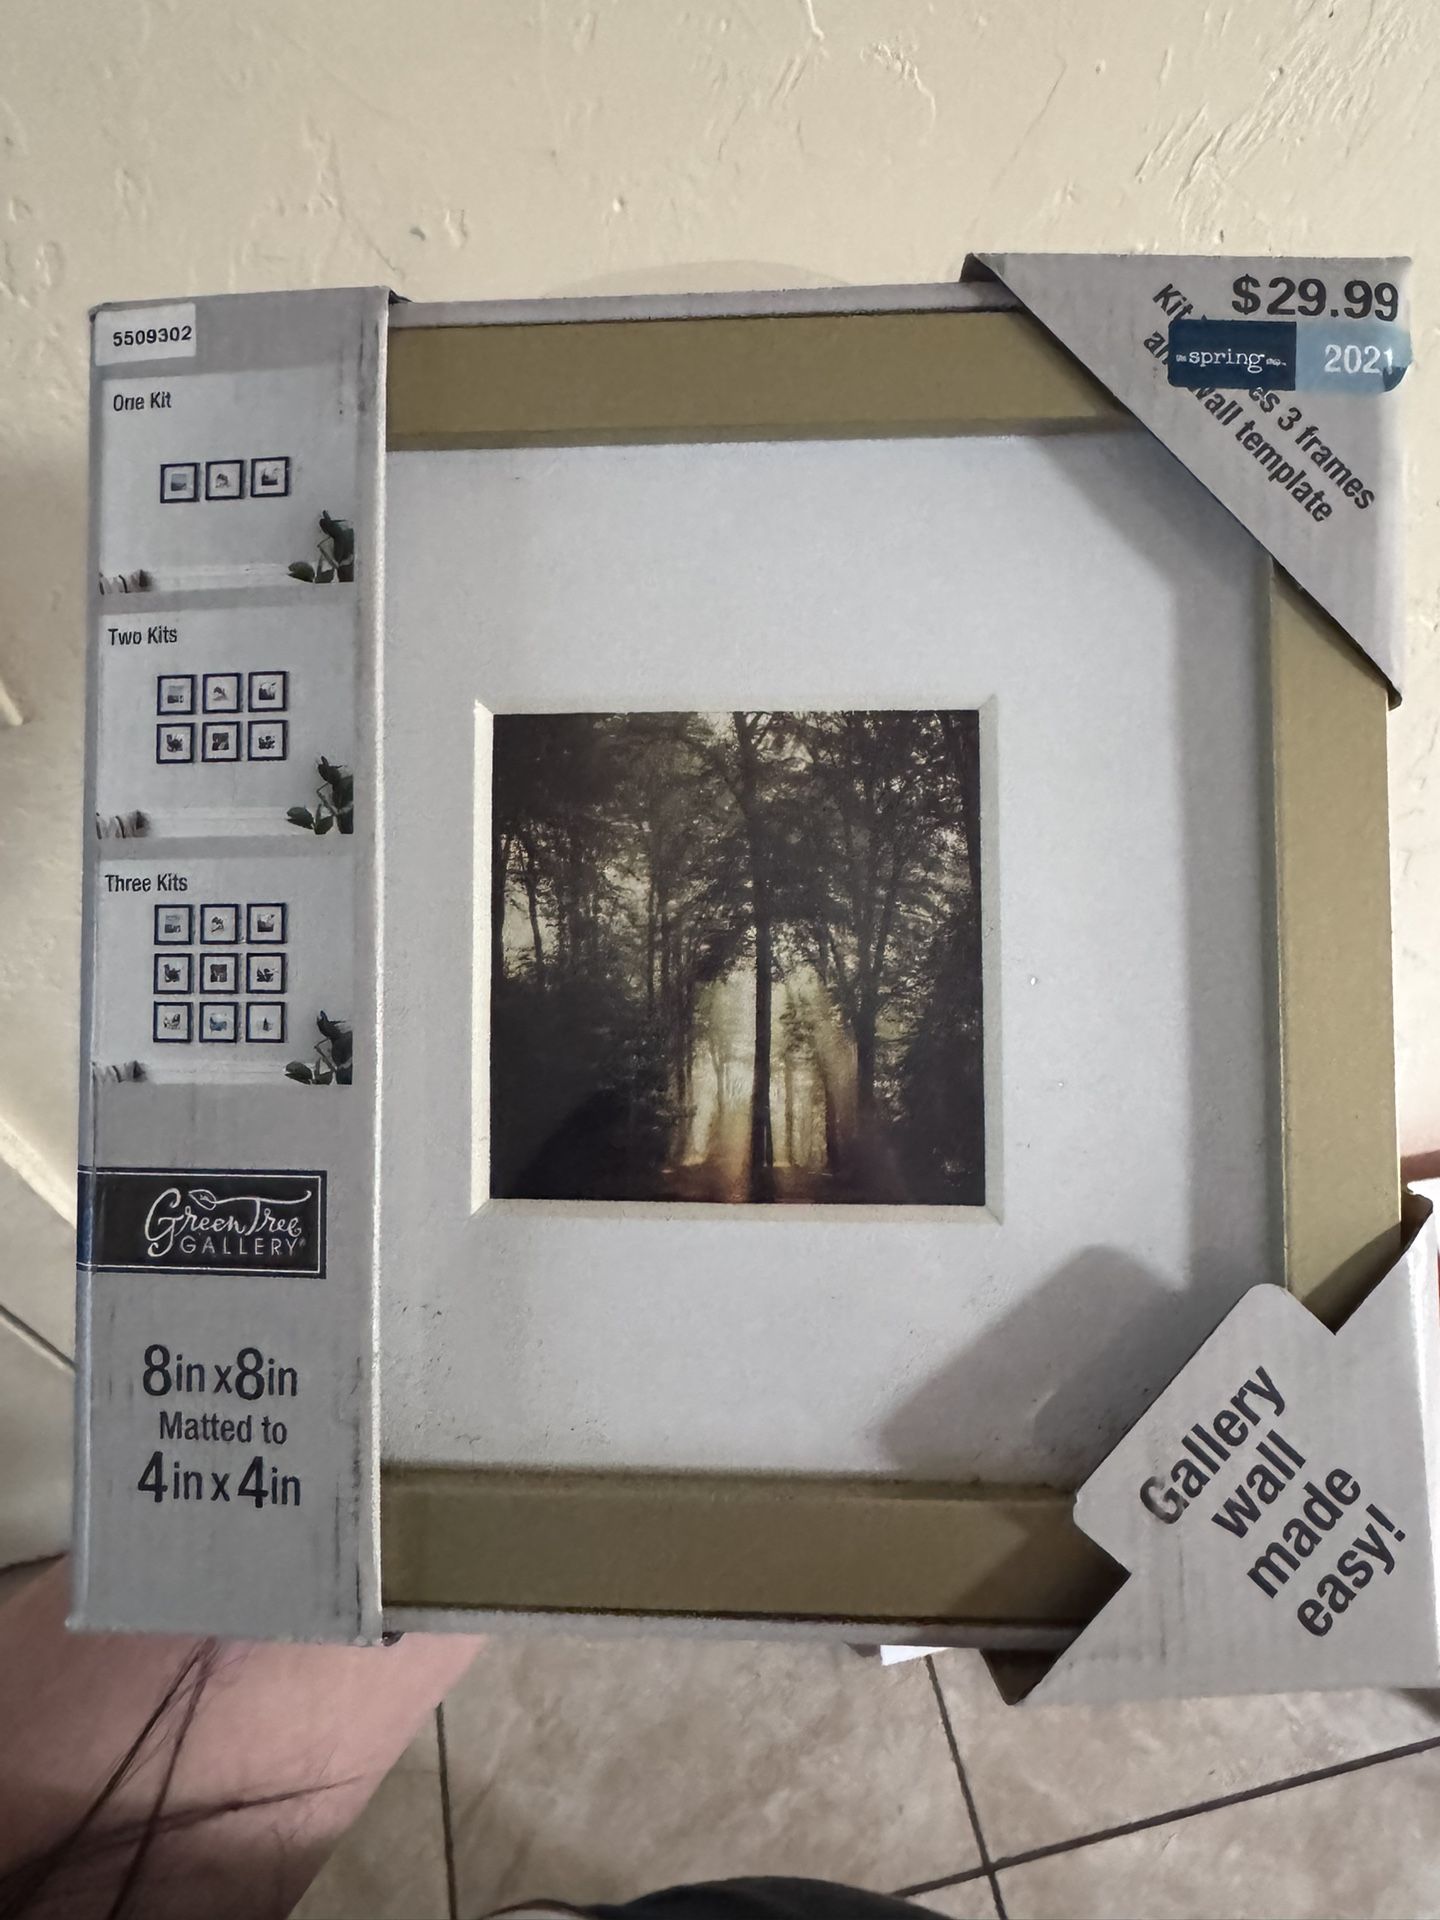 5509302
One Kit
Two Kits
Three Kits
GreenTree
GALLERY®
8in x 8in
Matted to
4in x 4in
$29.99
spring 2021
Kit
3 frames
wall template
Gallery
wall
made
easy!